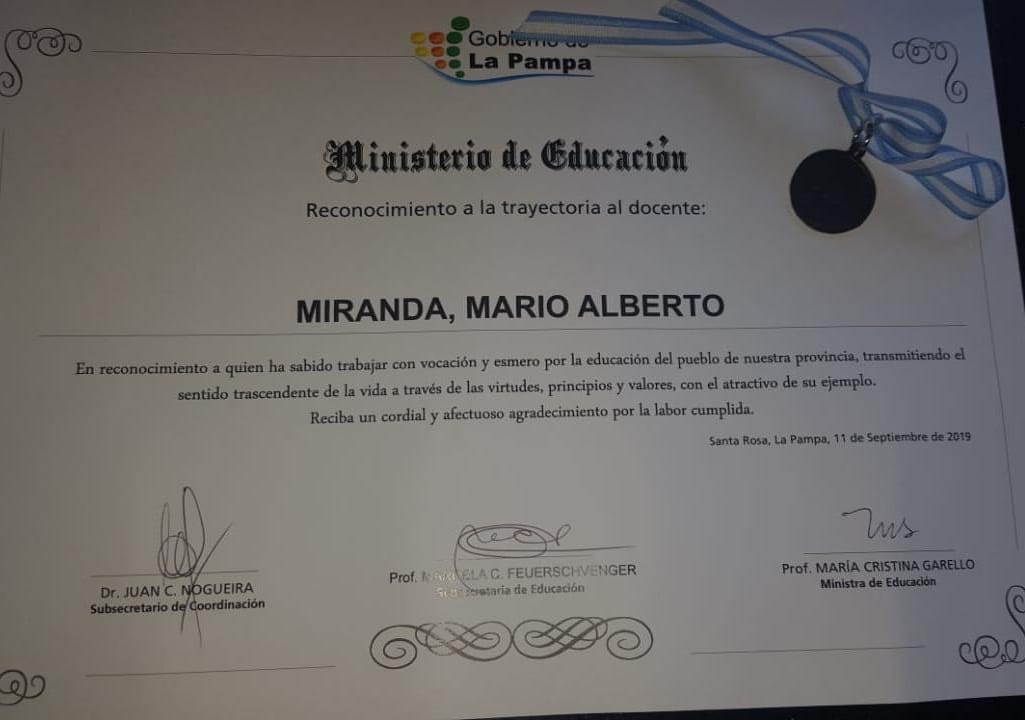 Gobierno de
La Pampa
Ministerio de Educación
Reconocimiento a la trayectoria al docente:
MIRANDA, MARIO ALBERTO
En reconocimiento a quien ha sabido trabajar con vocación y esmero por la educación del pueblo de nuestra provincia, transmitiendo el
sentido trascendente de la vida a través de las virtudes, principios y valores, con el atractivo de su ejemplo.
Reciba un cordial y afectuoso agradecimiento por la labor cumplida.
Santa Rosa, La Pampa, 11 de Septiembre de 2019
Dr. JUAN C. NOGUEIRA
Subsecretario de Coordinación
Prof. C. FEUERSCHVENGER
Subsecretaria de Educación
Prof. MARÍA CRISTINA GARELLO
Ministra de Educación